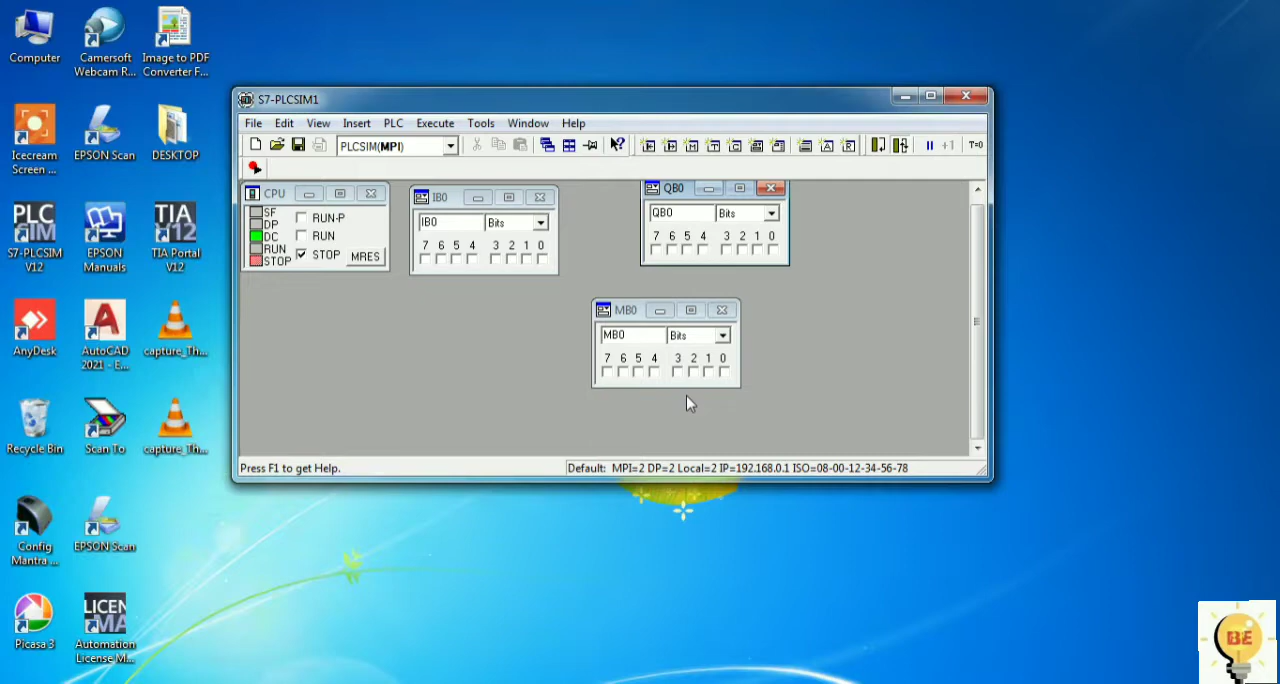 Computer
Camersoft
Webcam R...
Image to PDF
Converter F...
Icecream
Screen ...
EPSON Scan
DESKTOP
PLC
SIM
S7-PLCSIM
V12
EPSON
Manuals
TIA
V12
TIA Portal
V12
AnyDesk
AutoCAD
2021 - E...
capture_Th...
Recycle Bin
Scan To
capture_Th...
Config
Mantra ...
EPSON Scan
Picasa 3
LICEN
MA
Automation
License M...
S7-PLCSIM1
File Edit View Insert PLC Execute Tools Window Help
PLCSIM(MPI)
+1 T=0
CPU
SF
DP
DC
RUN
STOP
RUN-P
RUN
STOP
MRES
IB0
IB0 Bits
7 6 5 4 3 2 1 0
QB0
QB0 Bits
7 6 5 4 3 2 1 0
MB0
MB0 Bits
7 6 5 4 3 2 1 0
Press F1 to get Help.
Default: MPI=2 DP=2 Local=2 IP=192.168.0.1 ISO=08-00-12-34-56-78
BE